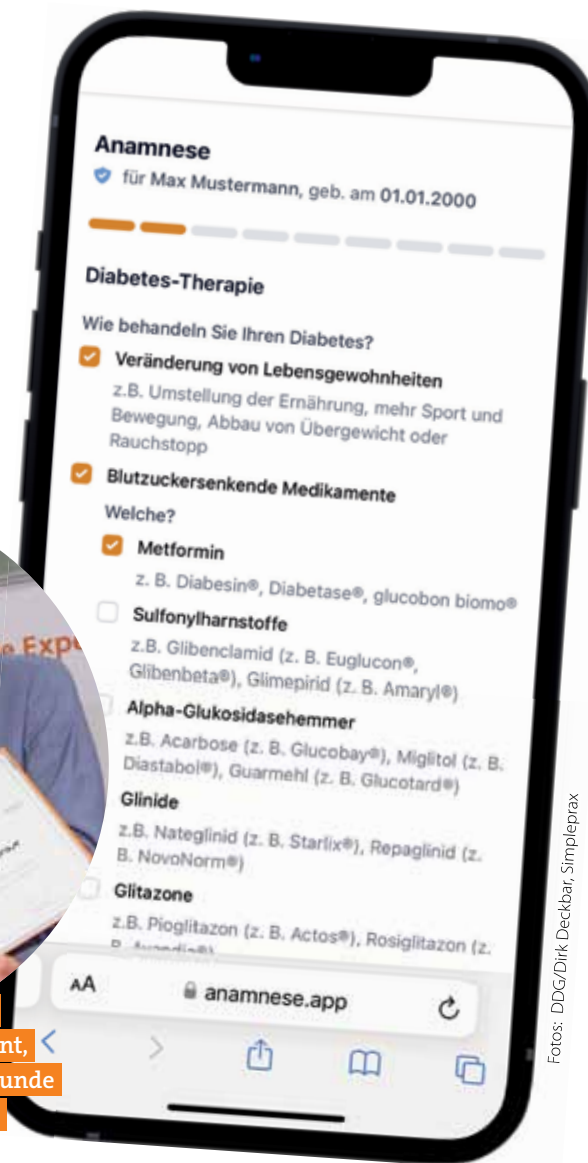 Anamnese
für Max Mustermann, geb. am 01.01.2000
Diabetes-Therapie
Wie behandeln Sie Ihren Diabetes?
Veränderung von Lebensgewohnheiten
z.B. Umstellung der Ernährung, mehr Sport und
Bewegung, Abbau von Übergewicht oder
Rauchstopp
Blutzuckersenkende Medikamente
Welche?
Metformin
z. B. Diabesin®, Diabetase®, glucobon biomo®
Sulfonylharnstoffe
z.B. Glibenclamid (z. B. Euglucon®,
Glibenbeta®), Glimepirid (z. B. Amaryl®)
Alpha-Glukosidasehemmer
z.B. Acarbose (z. B. Glucobay®), Miglitol (z. B.
Diastabol®), Guarmehl (z. B. Glucotard®)
Glinide
z.B. Nateglinid (z. B. Starlix®), Repaglinid (z.
B. NovoNorm®)
Glitazone
z.B. Pioglitazon (z. B. Actos®), Rosiglitazon (z.
AA
anamnese.app
e Exp
nt,
unde
Fotos: DDG/Dirk Deckbar, Simpleprax